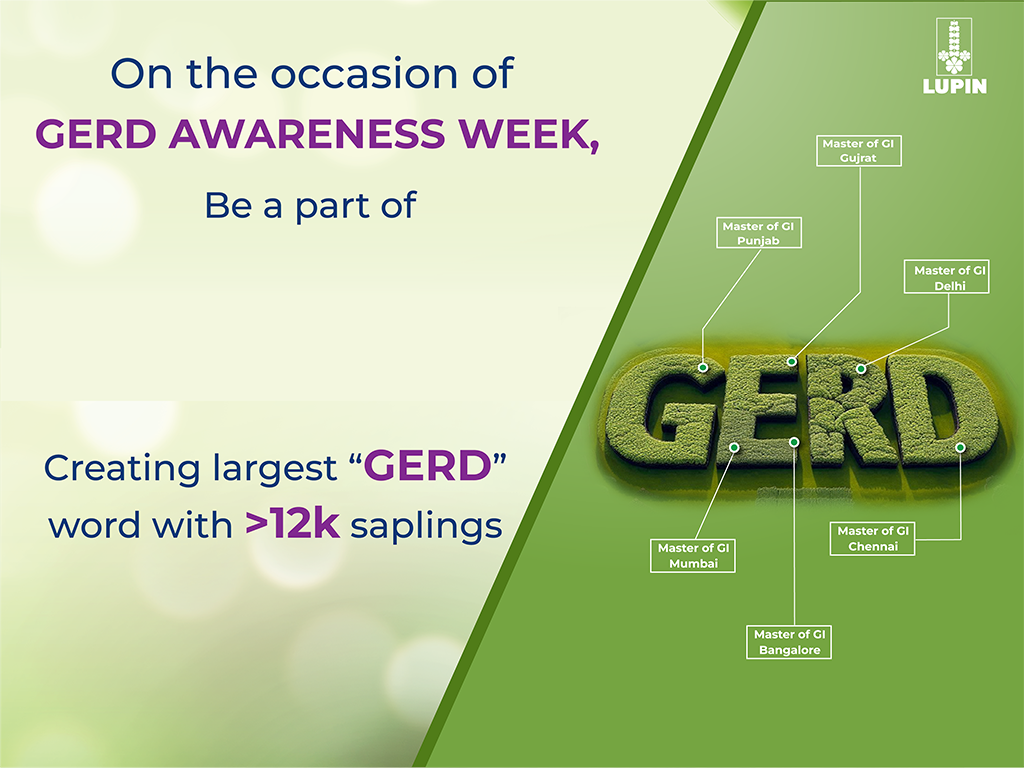 On the occasion of
GERD AWARENESS WEEK,
Be a part of
Creating largest “GERD”
word with >12k saplings
LUPIN
Master of GI
Gujrat
Master of GI
Punjab
Master of GI
Delhi
GERD
Master of GI
Mumbai
Master of GI
Chennai
Master of GI
Bangalore